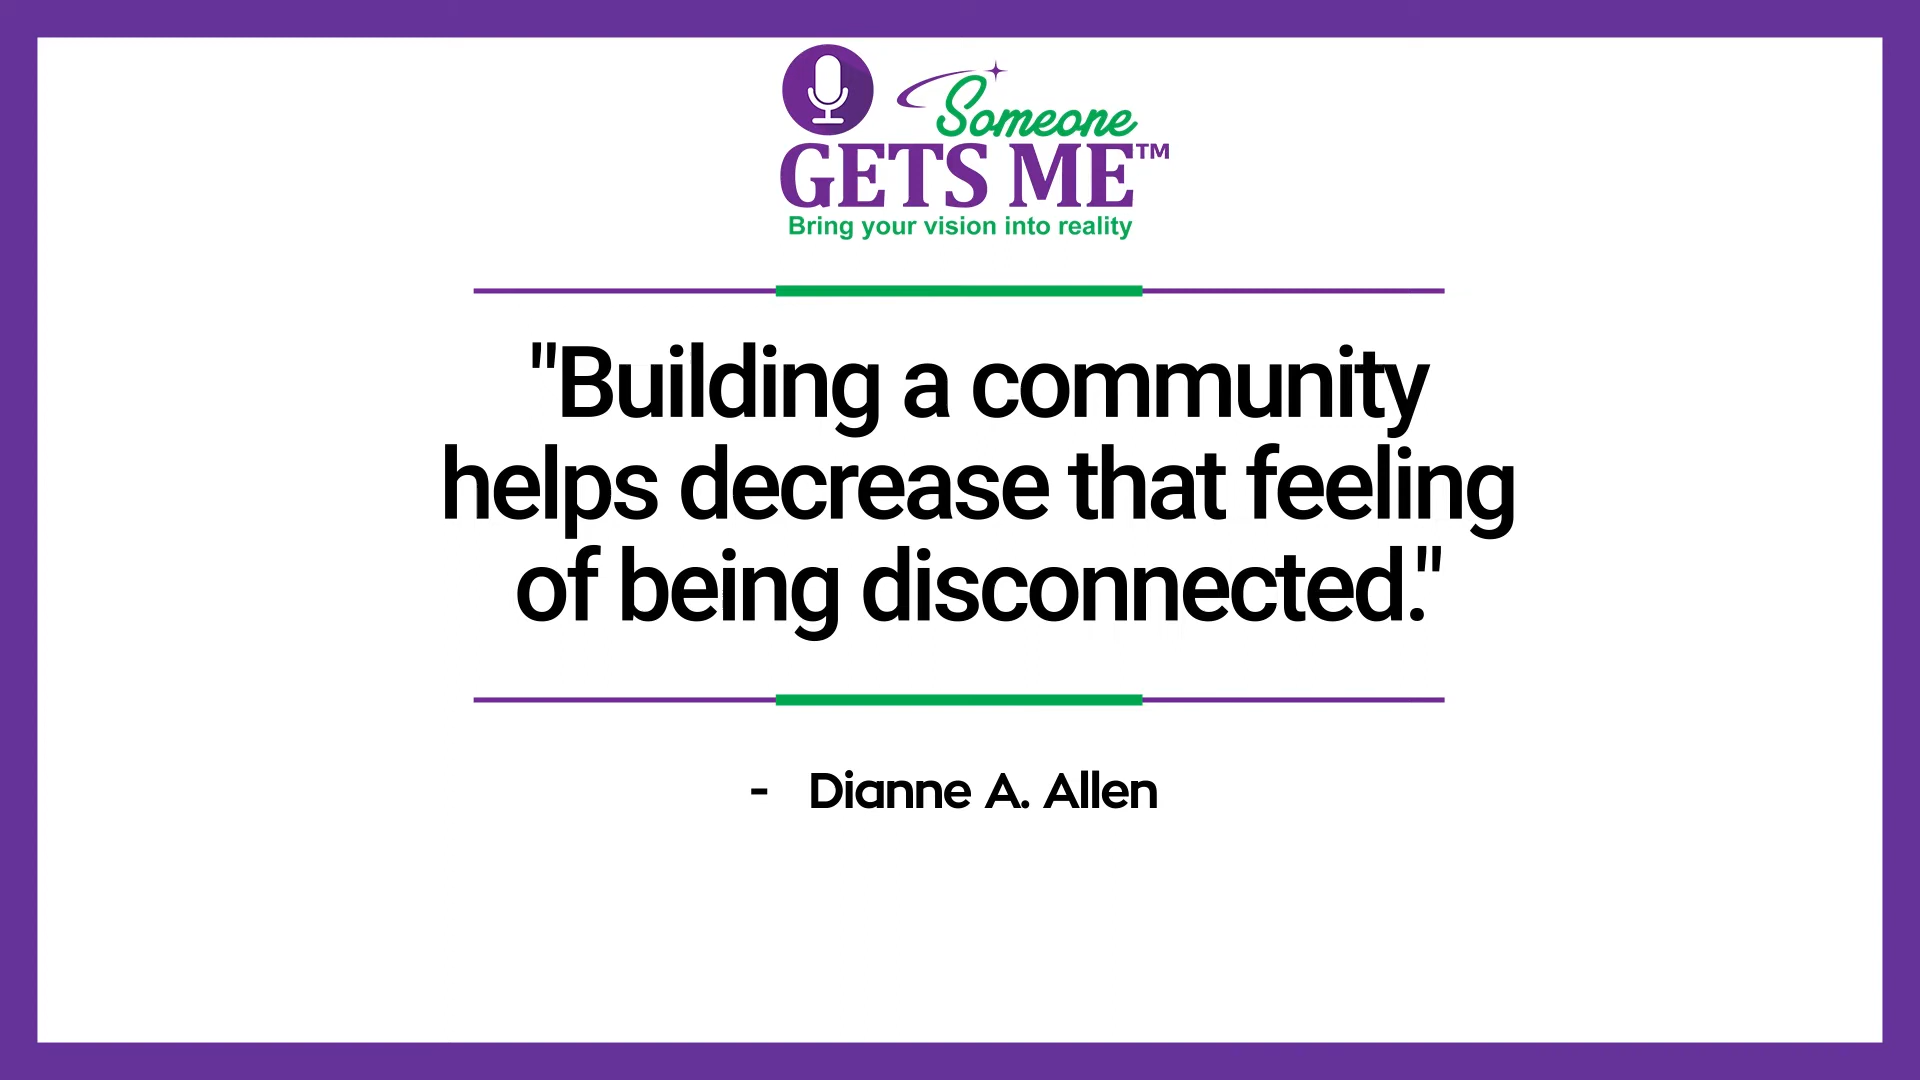 Someone
GETS ME™
Bring your vision into reality
"Building a community
helps decrease that feeling
of being disconnected."
- Dianne A. Allen